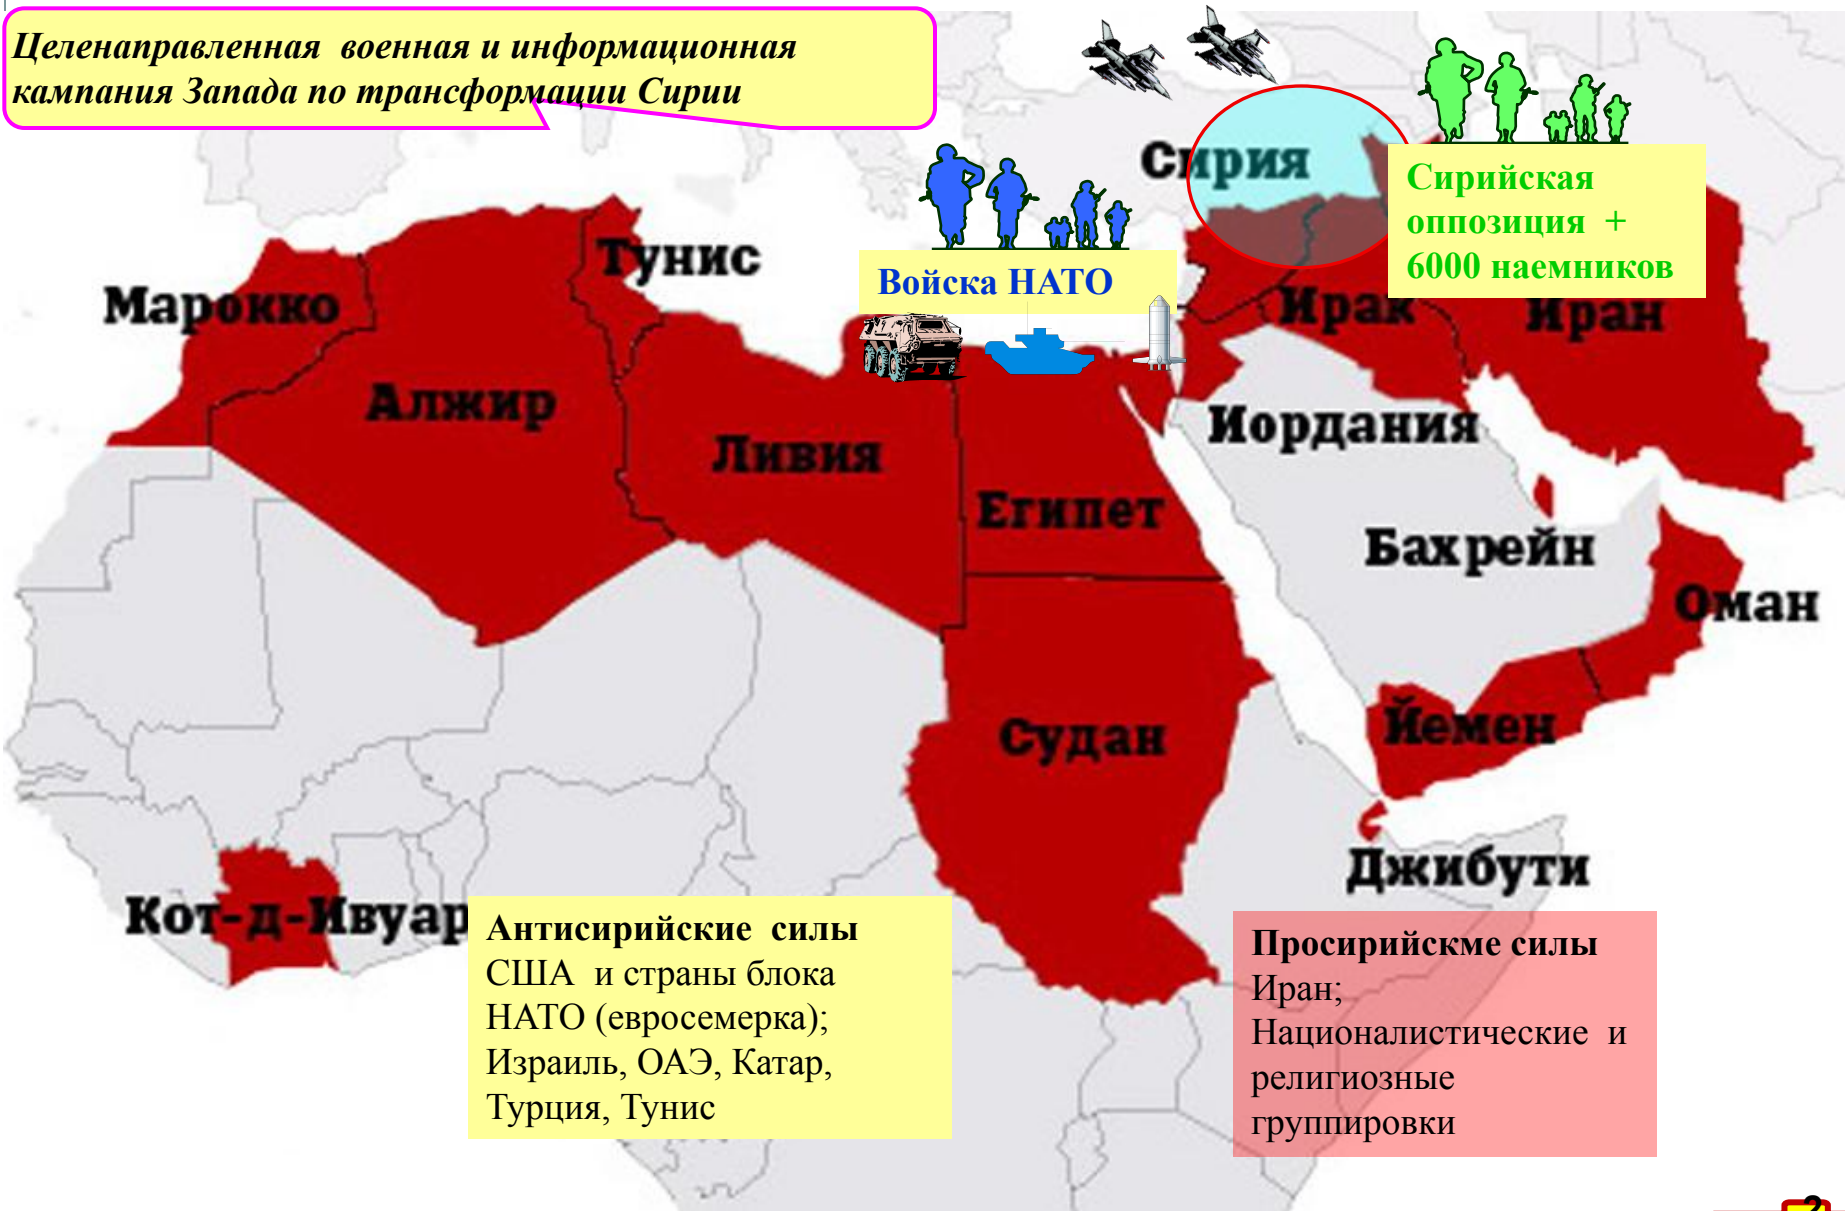 Целенаправленная военная и информационная
кампания Запада по трансформации Сирии
Сирия
Сирийская
оппозиция +
6000 наемников
Войска НАТО
Тунис
Марокко
Ирак
Иран
Алжир
Ливия
Иордания
Египет
Бахрейн
Оман
Судан
Йемен
Джибути
Кот-д-Ивуар
Антисирийские силы
США и страны блока
НАТО (евросемерка);
Израиль, ОАЭ, Катар,
Турция, Тунис
Просирийскме силы
Иран;
Националистические и
религиозные
группировки
2